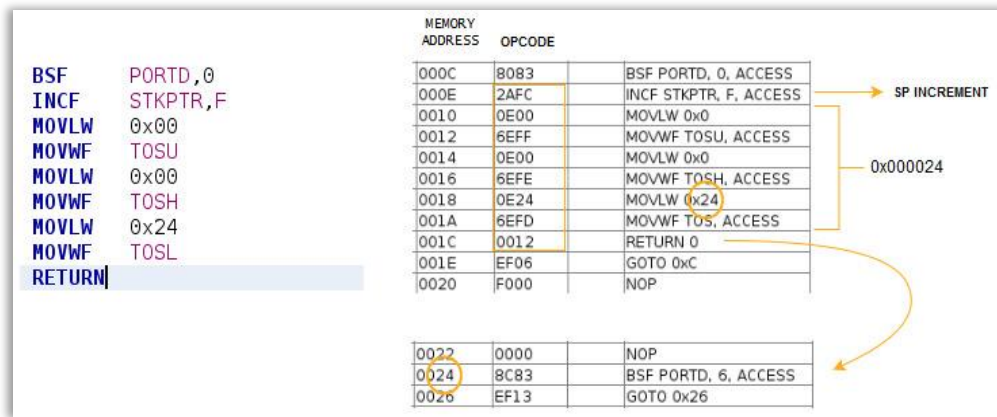 BSF PORTD,0
INCF STKPTR,F
MOVLW 0x00
MOVWF TOSU
MOVLW 0x00
MOVWF TOSH
MOVLW 0x24
MOVWF TOSL
RETURN
MEMORY
ADDRESS OPCODE
000C 8083 BSF PORTD, 0, ACCESS
000E 2AFC INCF STKPTR, F, ACCESS SP INCREMENT
0010 0E00 MOVLW 0x0
0012 6EFF MOVWF TOSU, ACCESS
0014 0E00 MOVLW 0x0
0016 6EFE MOVWF TOSH, ACCESS
0018 0E24 MOVLW 0x24
001A 6EFD MOVWF TOS, ACCESS
001C 0012 RETURN 0
001E EF06 GOTO 0xC
0020 F000 NOP
0x000024
0022 0000 NOP
0024 8C83 BSF PORTD, 6, ACCESS
0026 EF13 GOTO 0x26